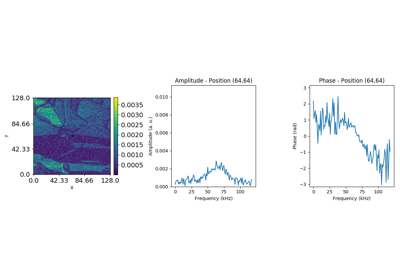 128.0
84.66
42.33
0.0
y
0.0 42.33 84.66 128.0
x
0.0035
0.0030
0.0025
0.0020
0.0015
0.0010
0.0005
Amplitude - Position (64,64)
Amplitude (a. u.)
0.010
0.008
0.006
0.004
0.002
0.000
0 25 50 75 100
Frequency (kHz)
Phase - Position (64,64)
Phase (rad)
3
2
1
0
−1
−2
−3
0 25 50 75 100
Frequency (kHz)